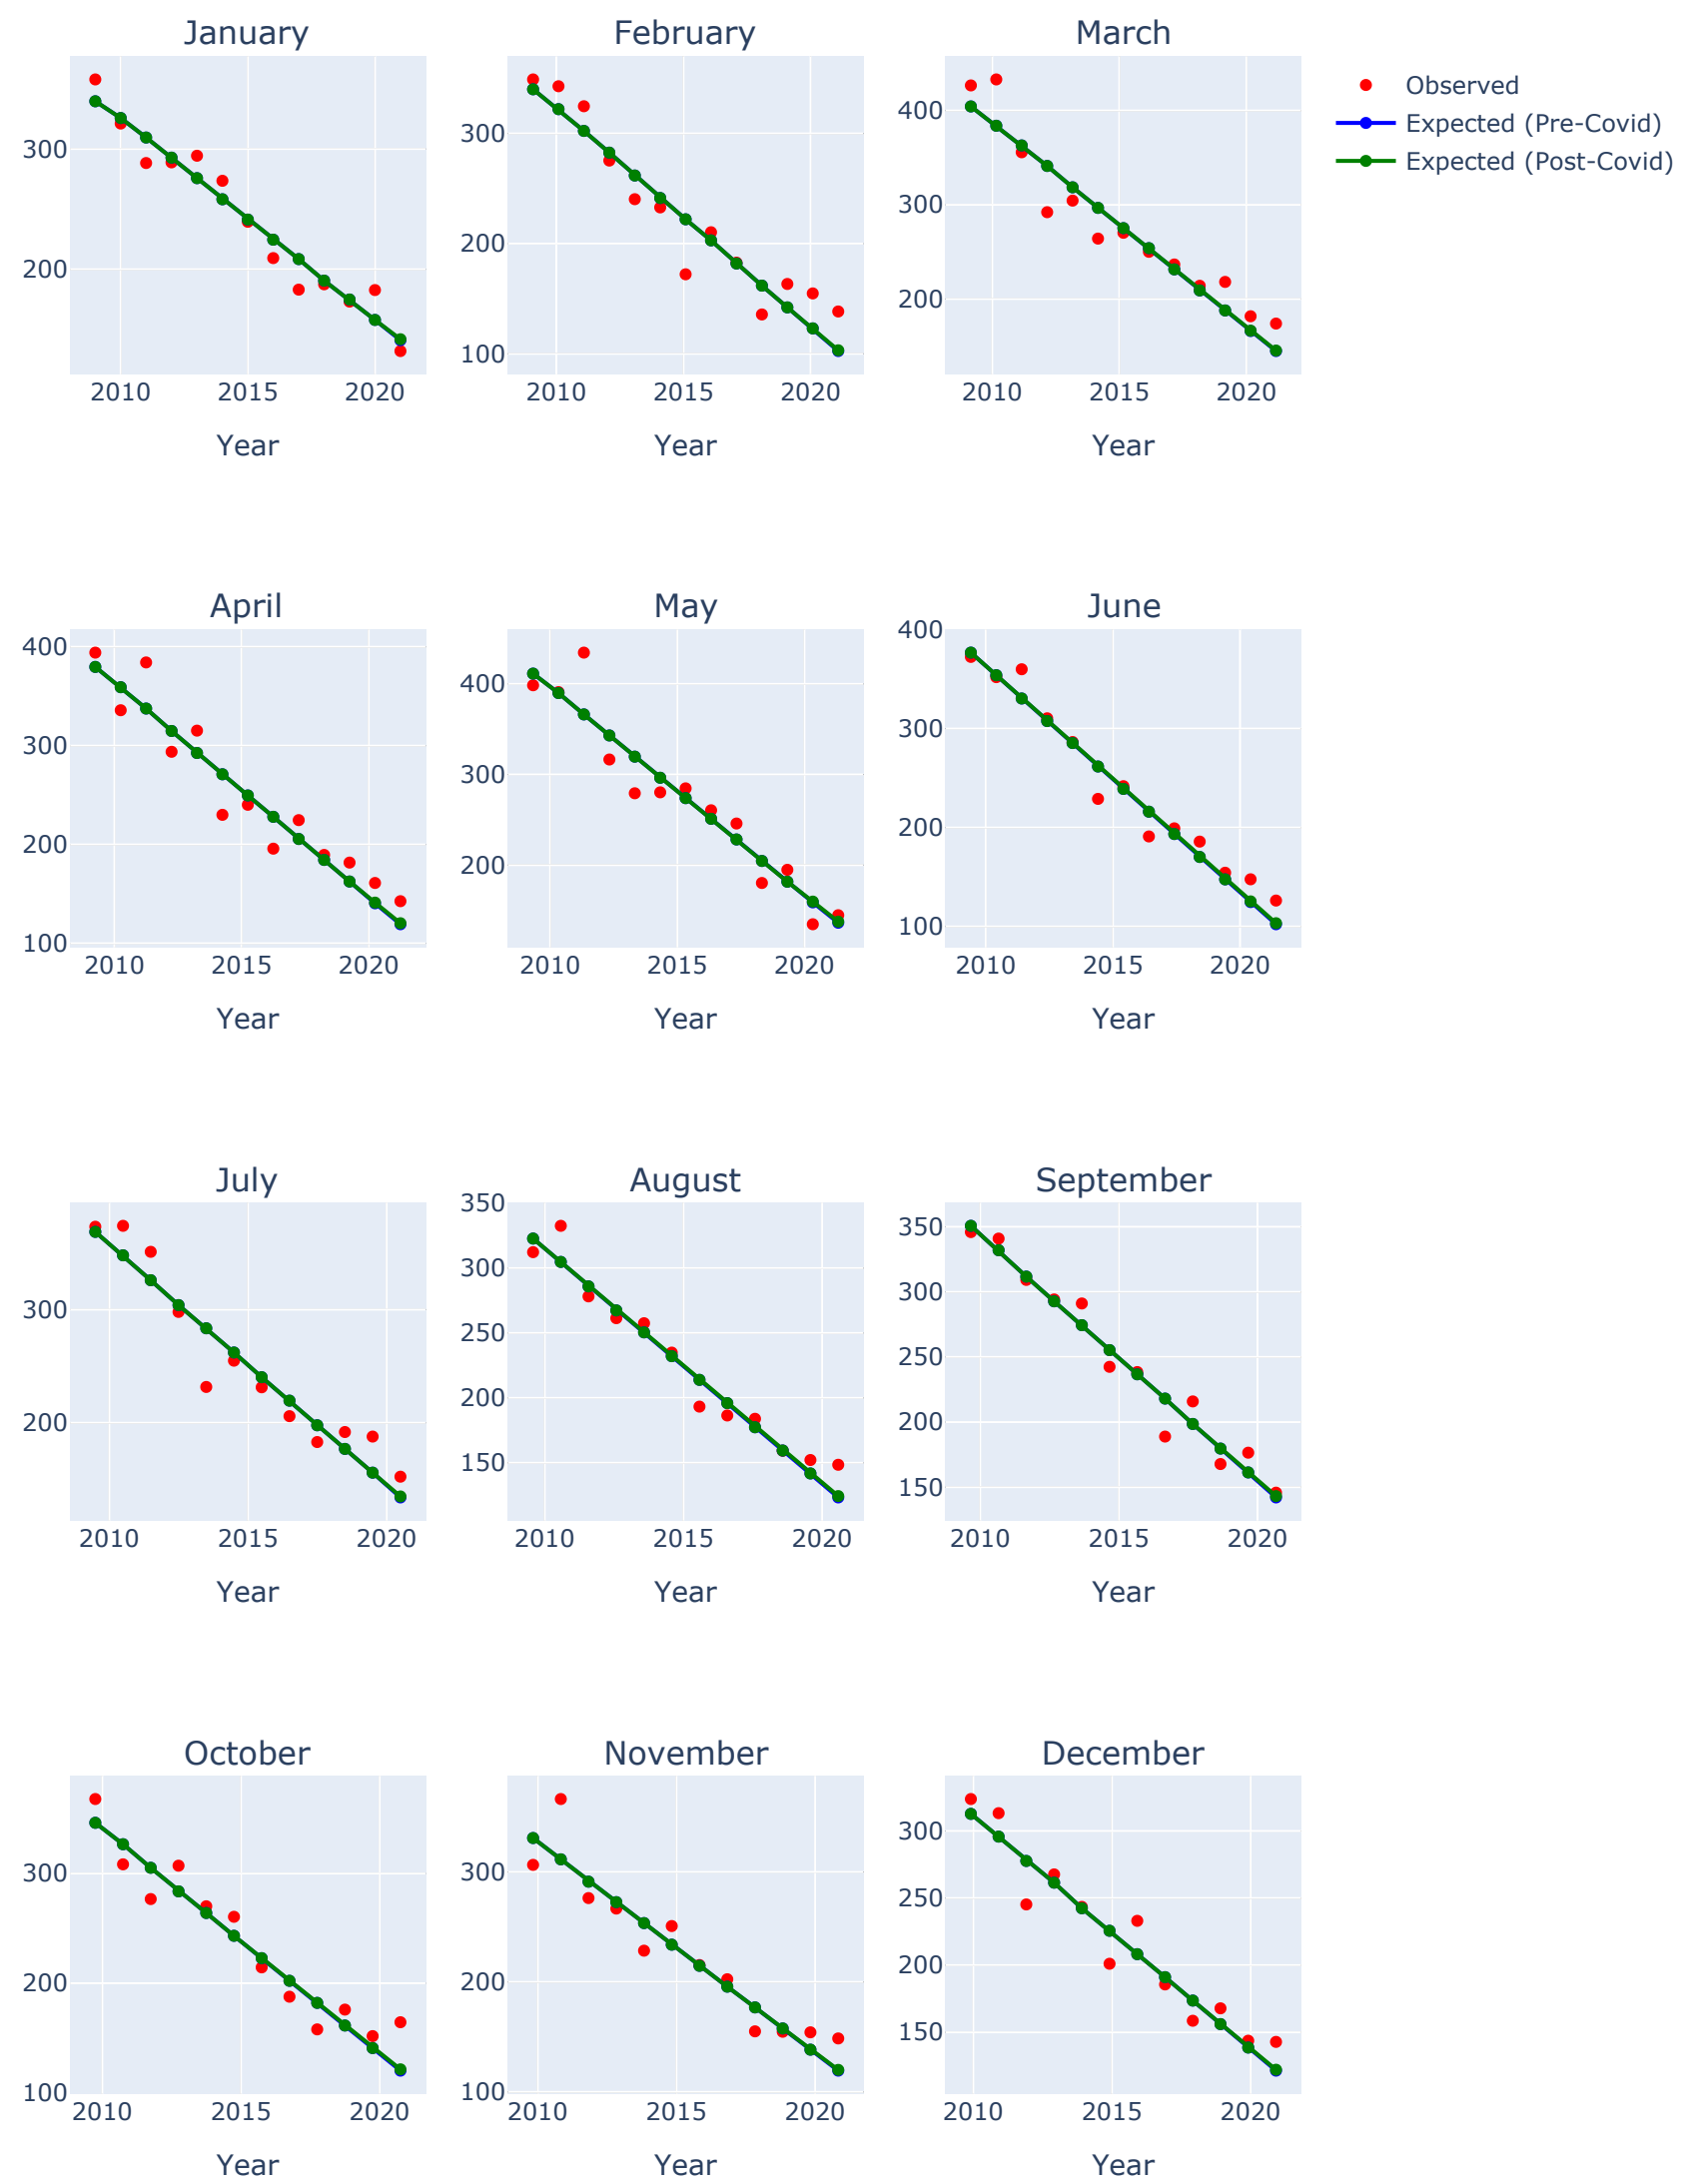 January February March
Observed
Expected (Pre-Covid)
Expected (Post-Covid)
300
200
2010 2015 2020
Year
300
200
100
2010 2015 2020
Year
400
300
200
2010 2015 2020
Year
April May June
400
300
200
100
2010 2015 2020
Year
400
300
200
2010 2015 2020
Year
400
300
200
100
2010 2015 2020
Year
July August September
300
200
2010 2015 2020
Year
350
300
250
200
150
2010 2015 2020
Year
350
300
250
200
150
2010 2015 2020
Year
October November December
300
200
100
2010 2015 2020
Year
300
200
100
2010 2015 2020
Year
300
250
200
150
2010 2015 2020
Year